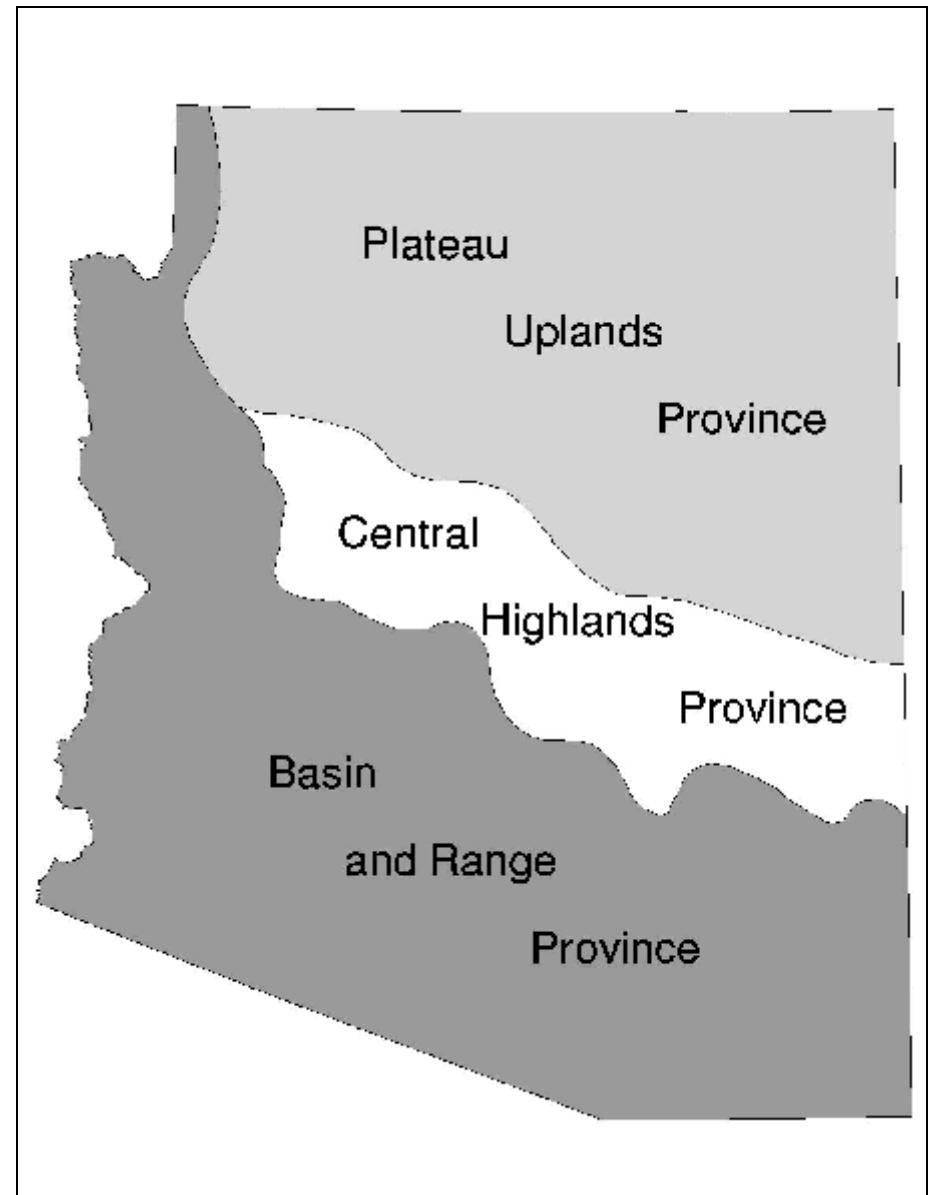 Plateau
Uplands
Province
Central
Highlands
Province
Basin
and Range
Province